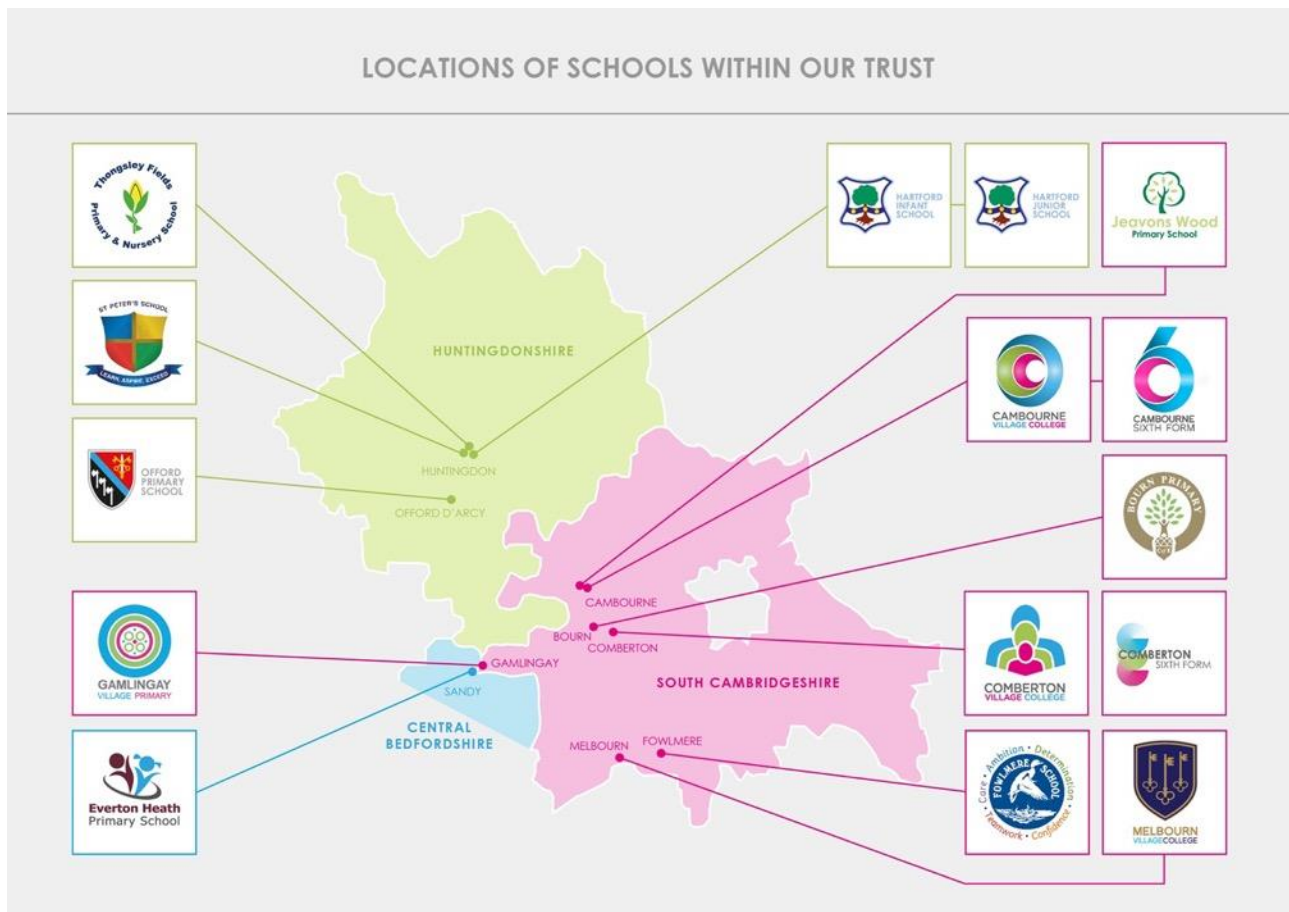 LOCATIONS OF SCHOOLS WITHIN OUR TRUST
Thongsley Fields
Primary & Nursery School
ST PETER'S SCHOOL
LEARN, ASPIRE, EXCEED
OFFORD
PRIMARY
SCHOOL
GAMLINGAY
VILLAGE PRIMARY
Everton Heath
Primary School
HUNTINGDONSHIRE
HUNTINGDON
OFFORD D'ARCY
CAMBOURNE
BOURN
COMBERTON
GAMLINGAY
SANDY
SOUTH CAMBRIDGESHIRE
CENTRAL
BEDFORDSHIRE
MELBOURN
FOWLMERE
HARTFORD
INFANT
SCHOOL
HARTFORD
JUNIOR
SCHOOL
Jeavons Wood
Primary School
CAMBOURNE
VILLAGE COLLEGE
6
CAMBOURNE
SIXTH FORM
BOURN PRIMARY
COMBERTON
VILLAGE COLLEGE
COMBERTON
SIXTH FORM
Care • Ambition • Determination
FOWLMERE SCHOOL
Teamwork • Confidence
MELBOURN
VILLAGECOLLEGE